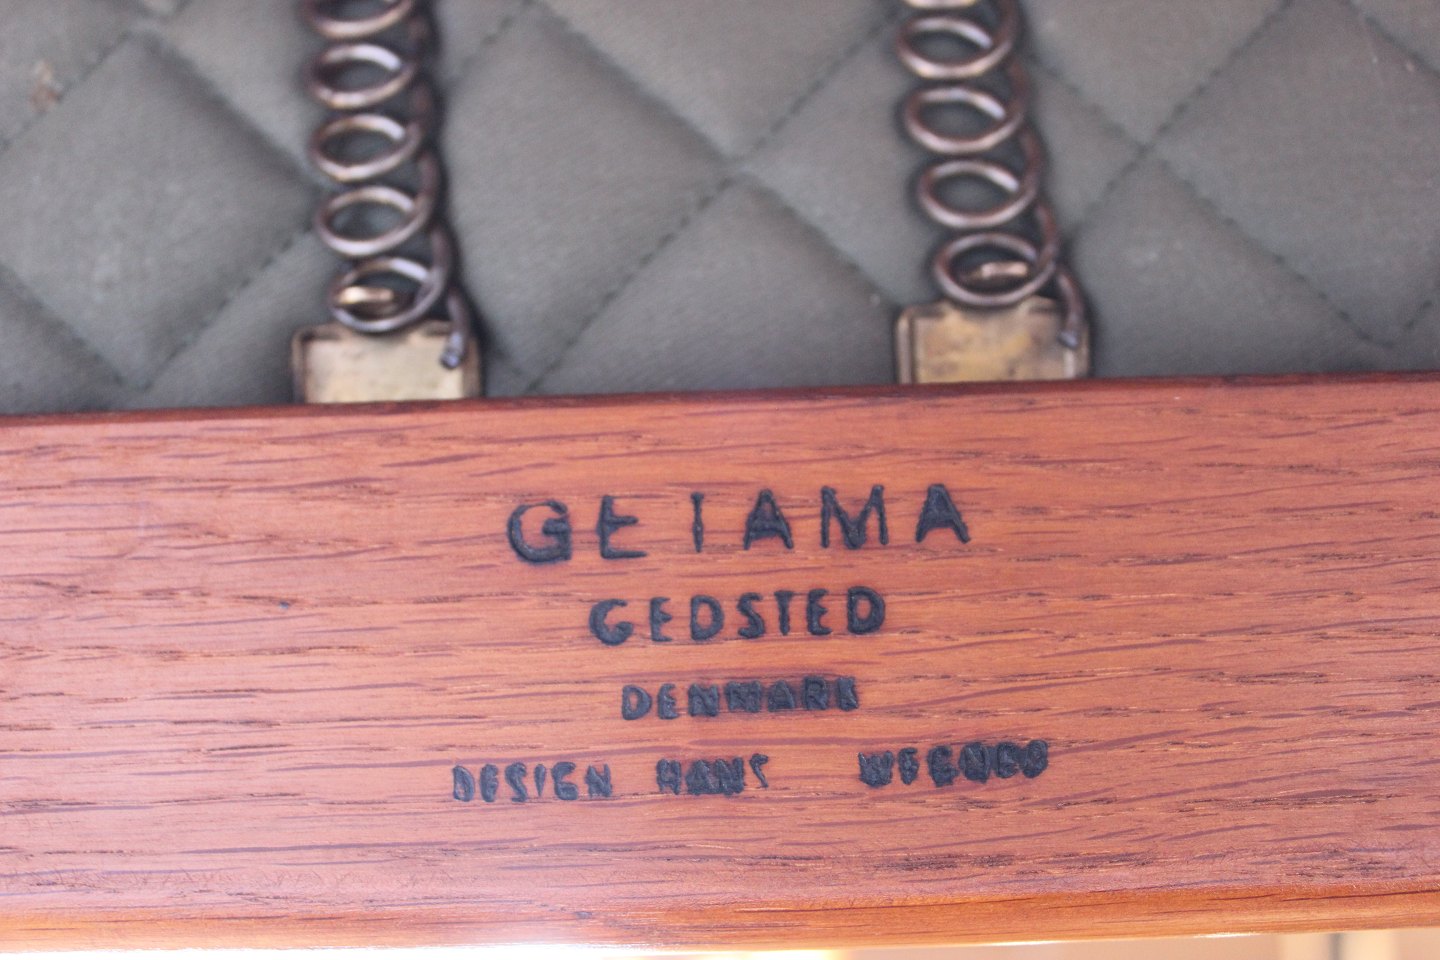 GETAMA
GEDSTED
DENMARK
DESIGN HANS WEGNER